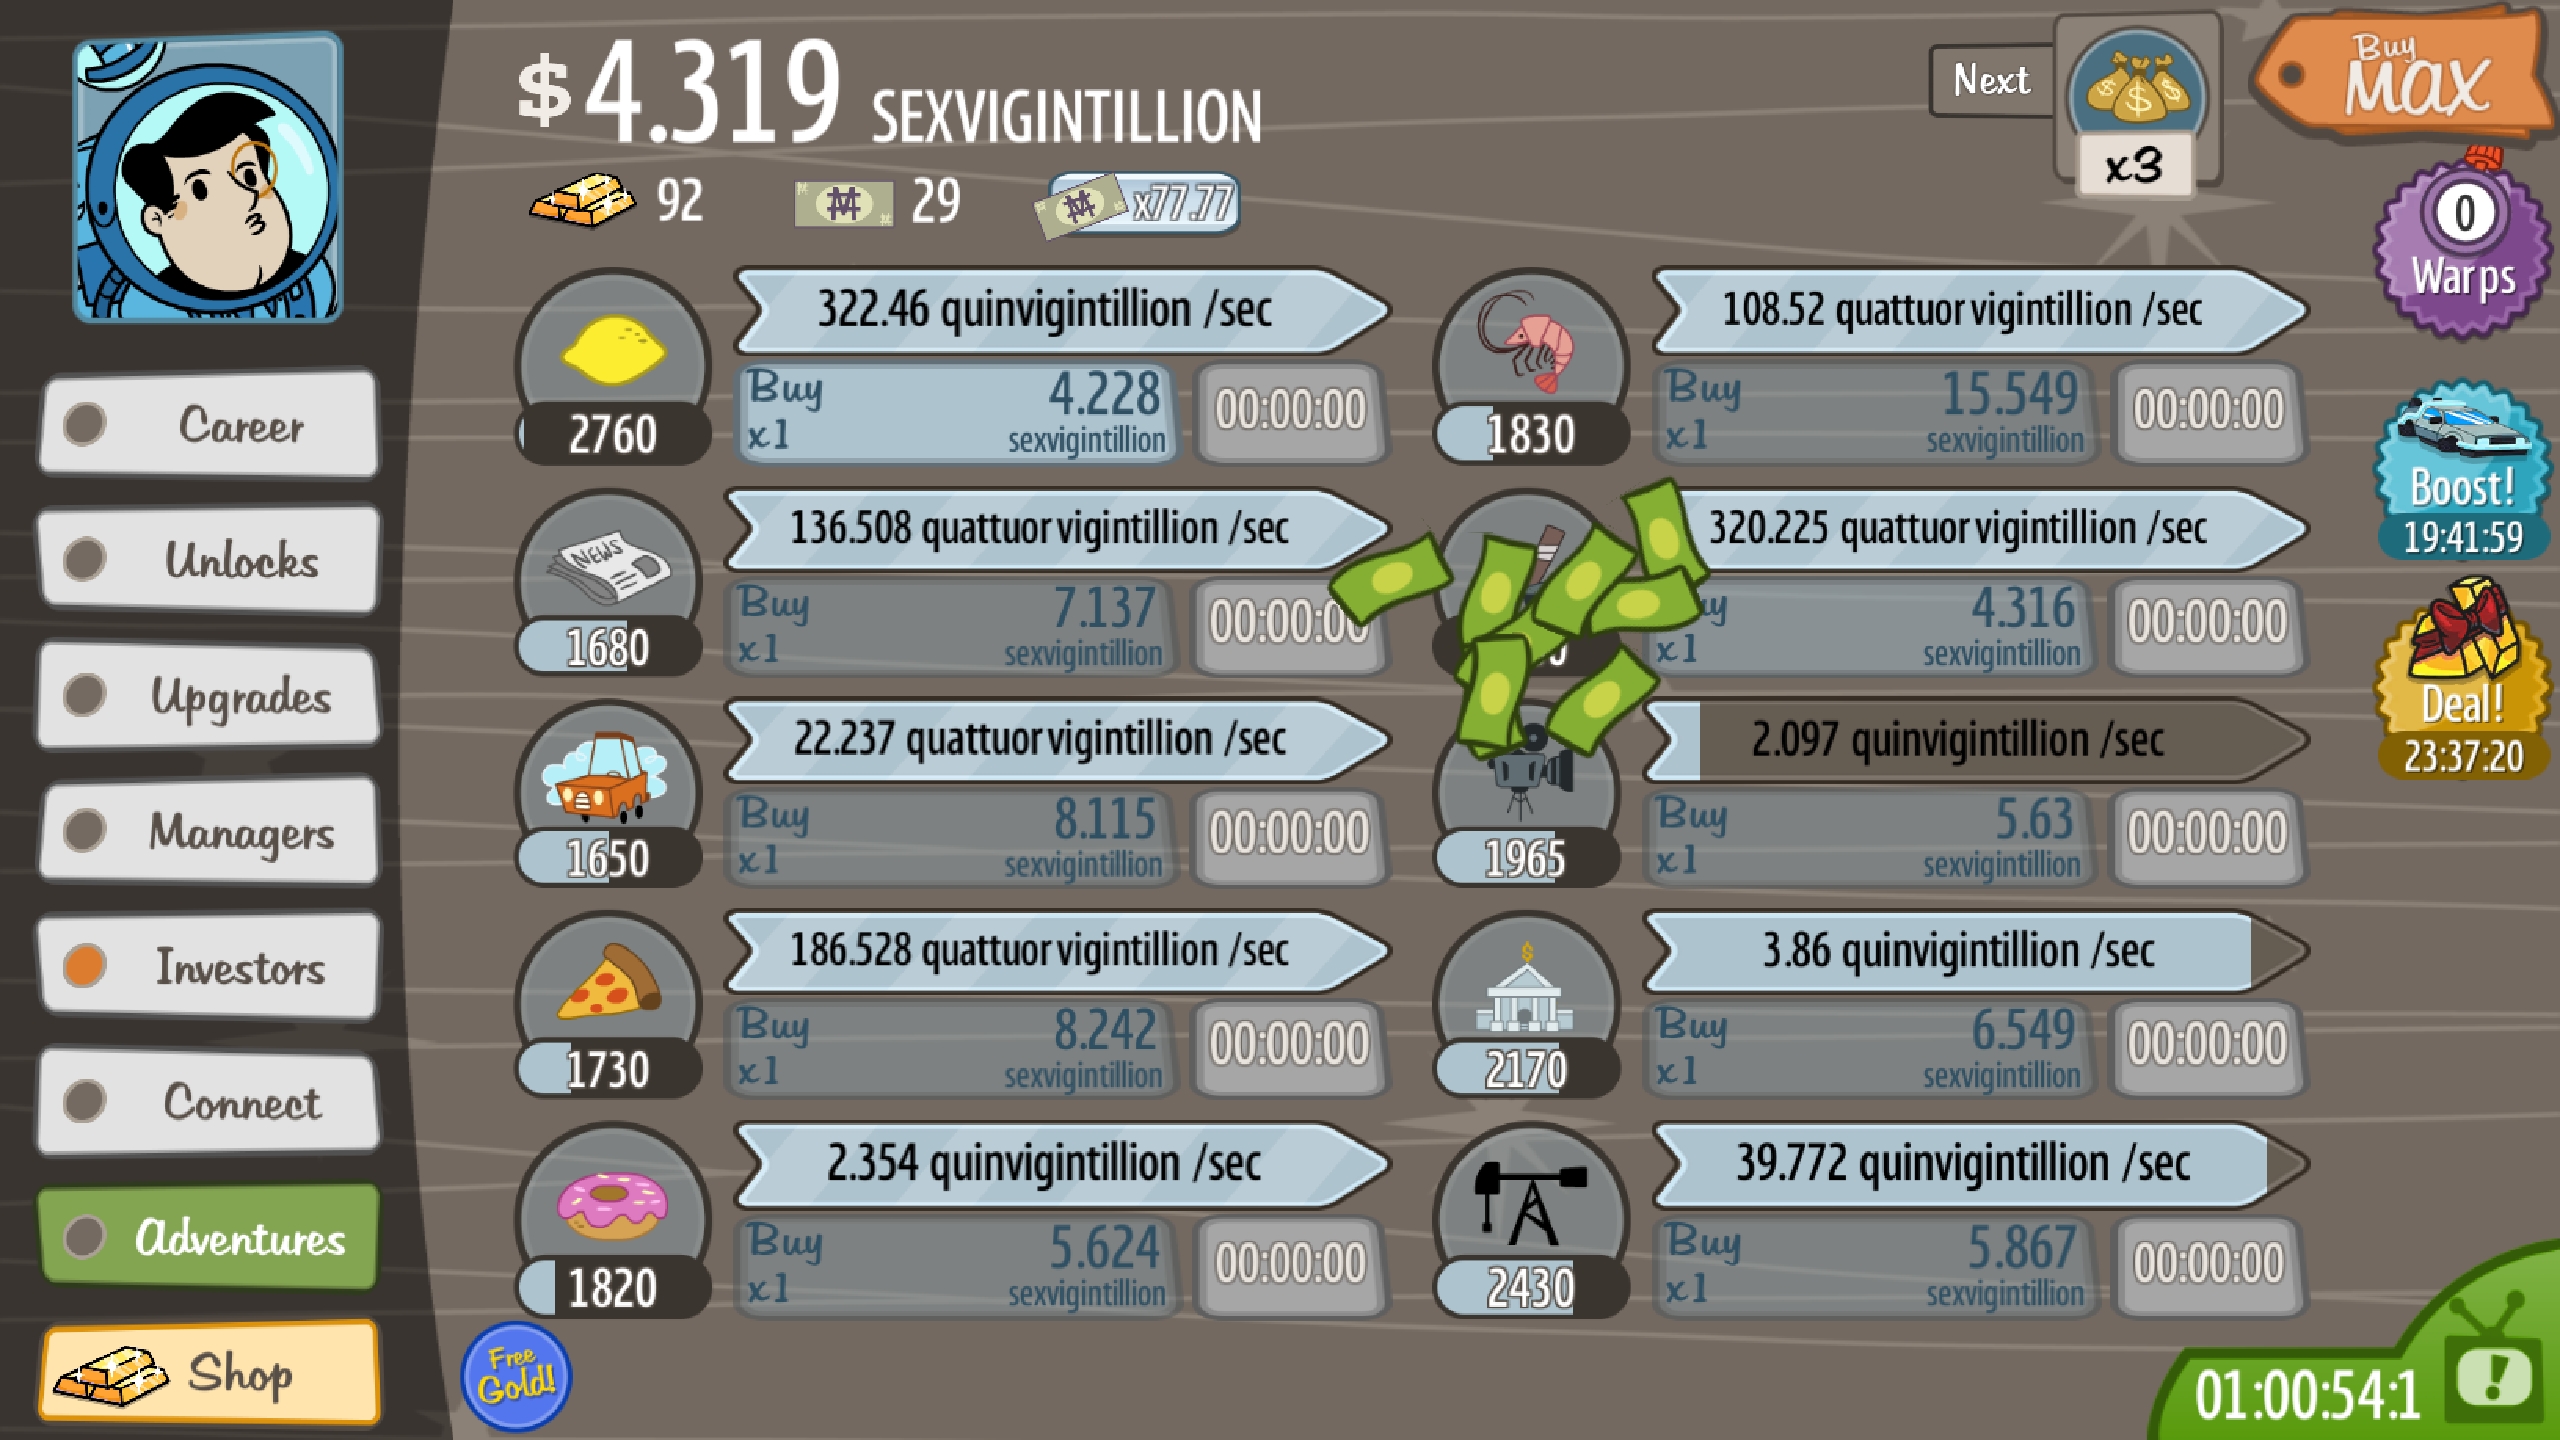 $4.319 SEXVIGINTILLION
92 29 x77.77
Next
x3
Buy
MAX
0
Warps
Boost!
19:41:59
Deal!
23:37:20
Career
Unlocks
Upgrades
Managers
Investors
Connect
Adventures
Shop
322.46 quinvigintillion /sec
2760
Buy 4.228
x1 sexvigintillion
00:00:00
NEWS
136.508 quattuorvigintillion /sec
1680
Buy 7.137
x1 sexvigintillion
00:00:00
22.237 quattuorvigintillion /sec
1650
Buy 8.115
x1 sexvigintillion
00:00:00
186.528 quattuorvigintillion /sec
1730
Buy 8.242
x1 sexvigintillion
00:00:00
2.354 quinvigintillion /sec
1820
Buy 5.624
x1 sexvigintillion
00:00:00
108.52 quattuorvigintillion /sec
1830
Buy 15.549
x1 sexvigintillion
00:00:00
320.225 quattuorvigintillion /sec
4.316
x1 sexvigintillion
00:00:00
2.097 quinvigintillion /sec
1965
Buy 5.63
x1 sexvigintillion
00:00:00
3.86 quinvigintillion /sec
2170
Buy 6.549
x1 sexvigintillion
00:00:00
39.772 quinvigintillion /sec
2430
Buy 5.867
x1 sexvigintillion
00:00:00
Free
Gold!
01:00:54:1
!